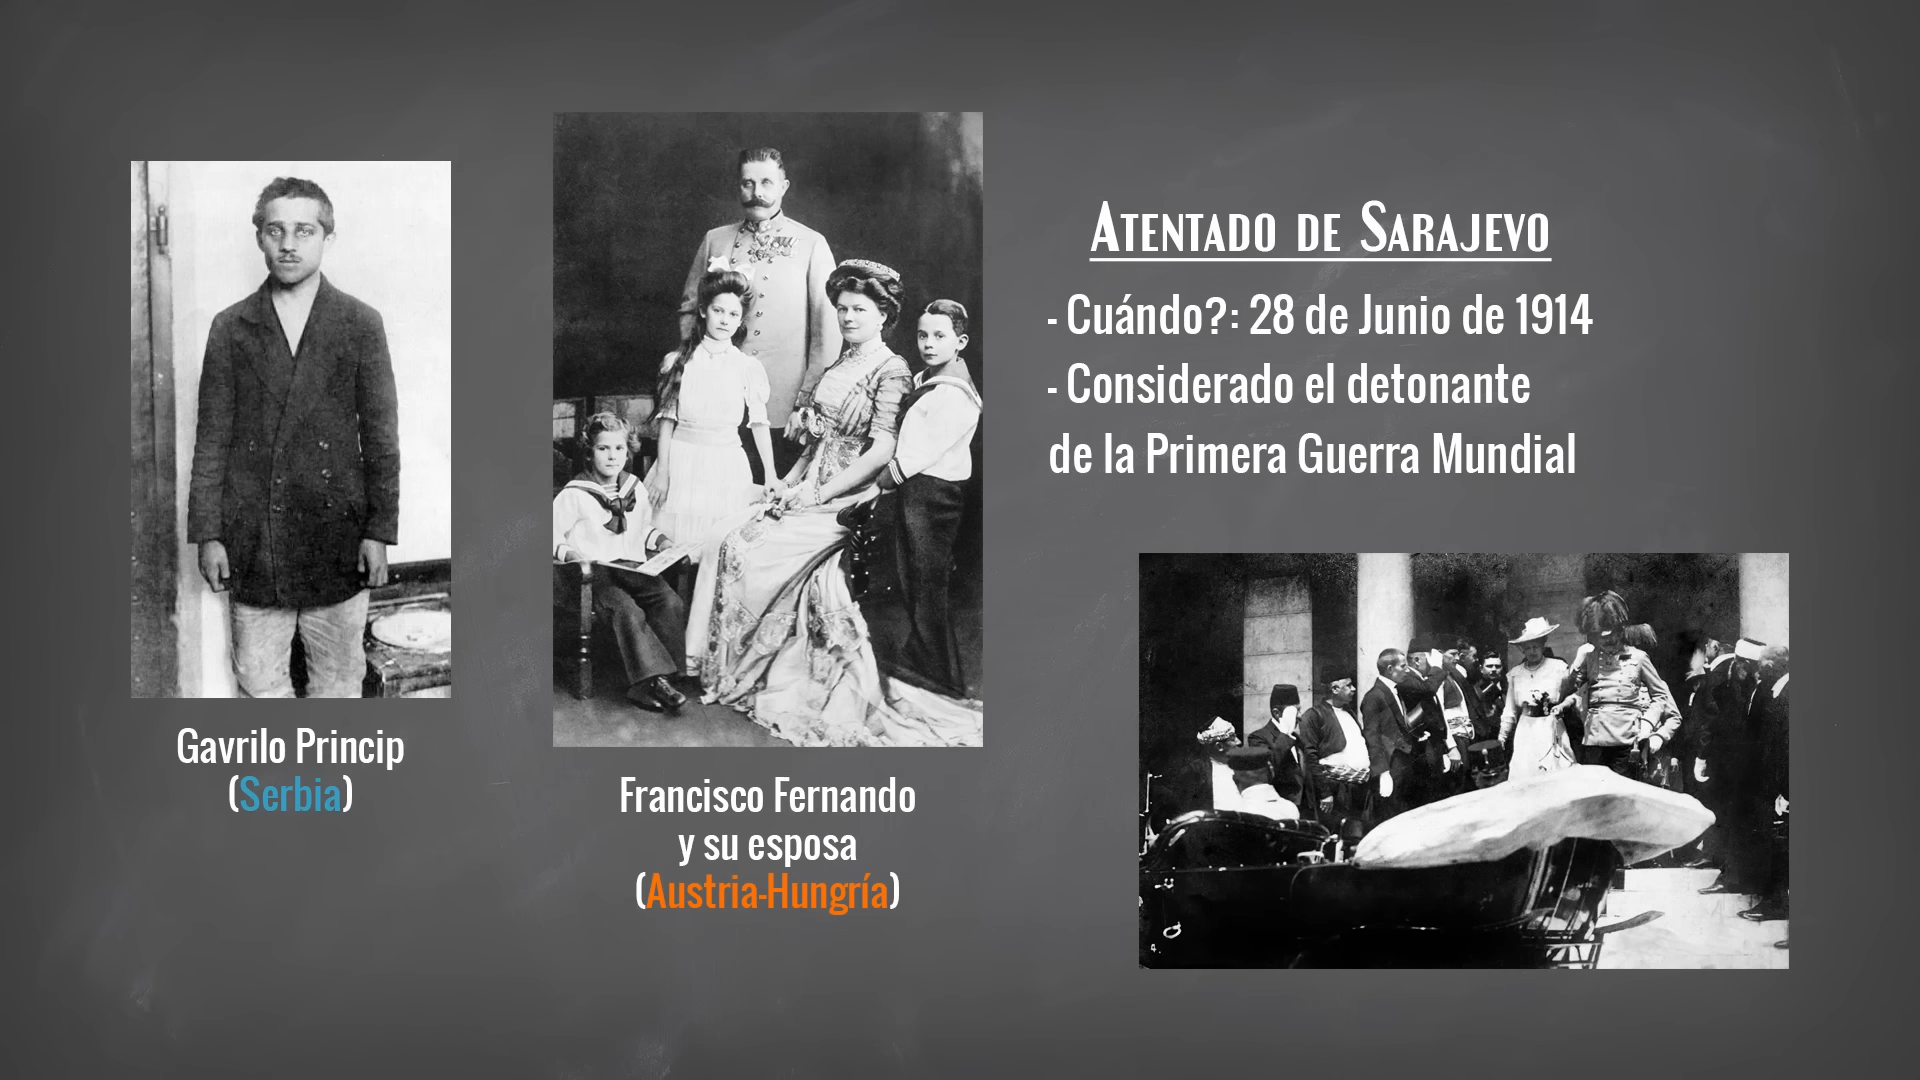 Atentado de Sarajevo
- Cuándo?: 28 de Junio de 1914
- Considerado el detonante
de la Primera Guerra Mundial
Gavrilo Princip
(Serbia)
Francisco Fernando
y su esposa
(Austria-Hungría)